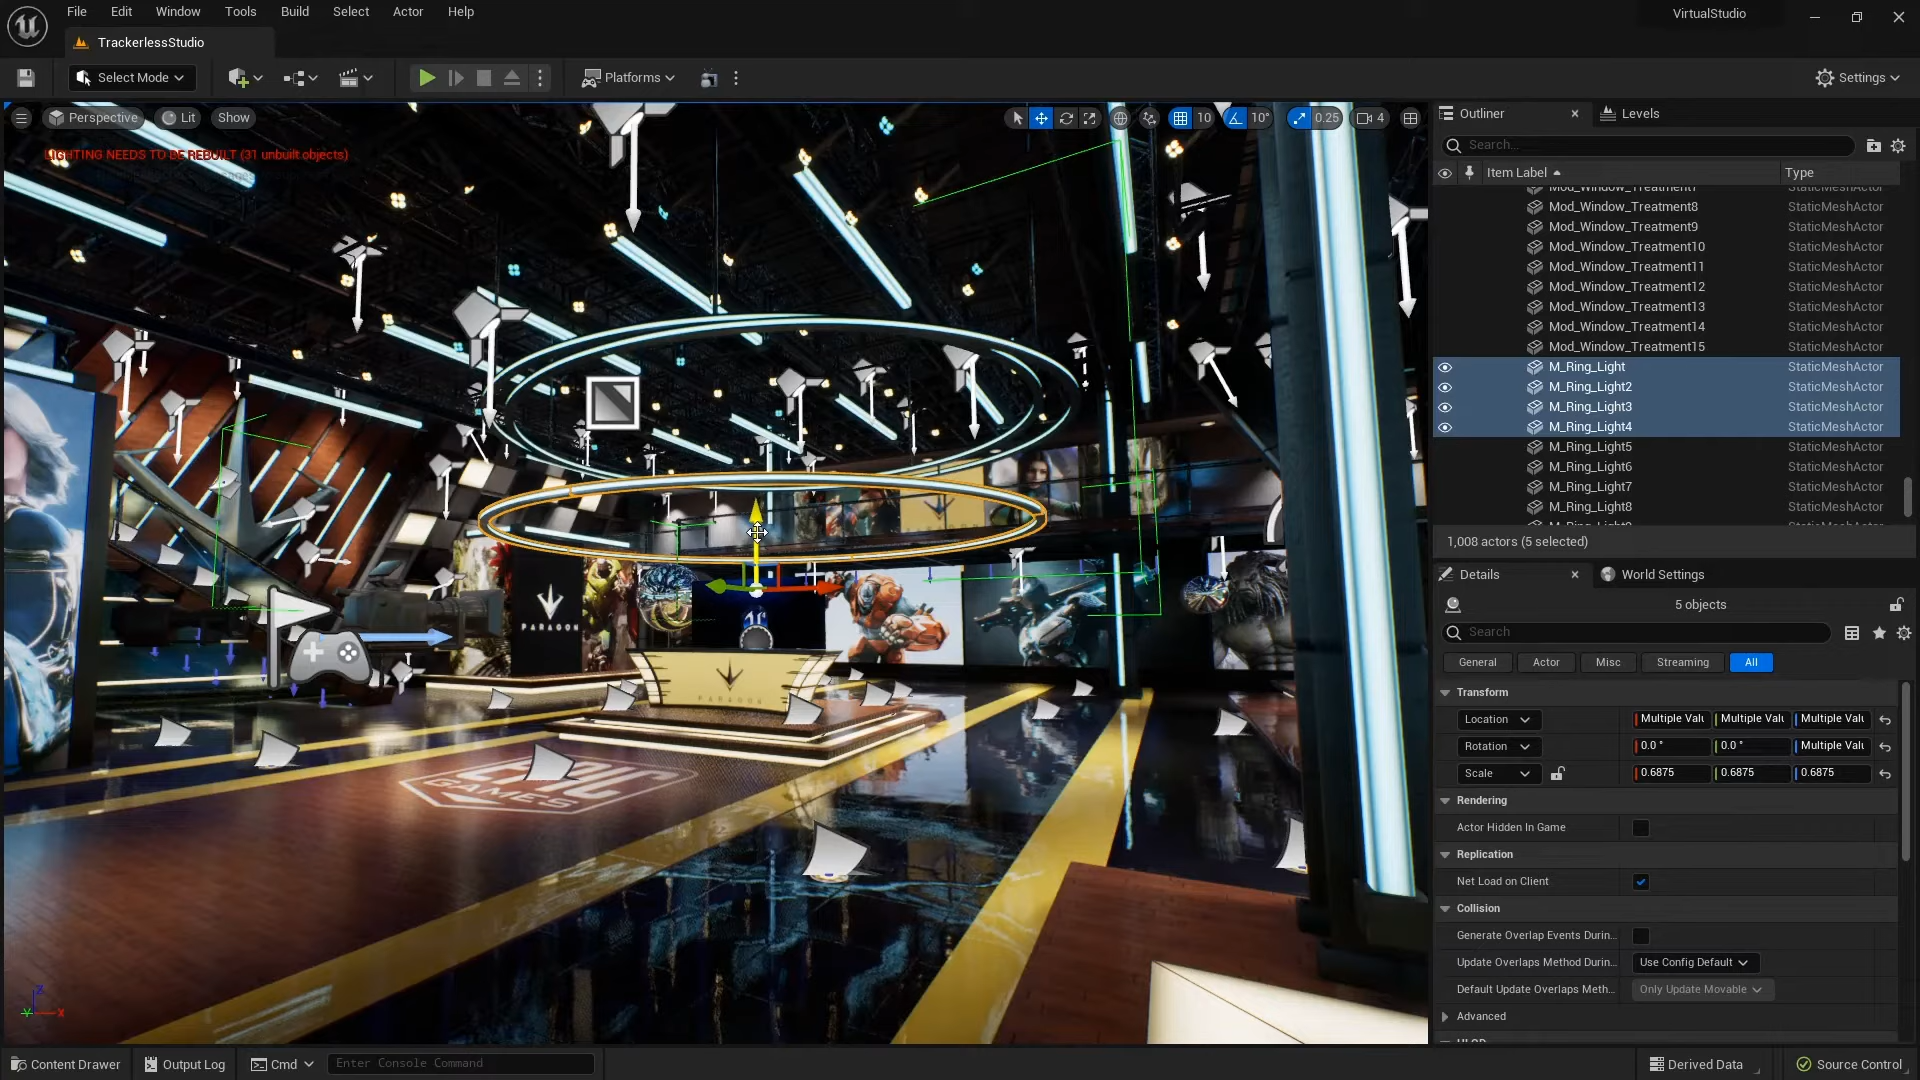 File Edit Window Tools Build Select Actor Help
VirtualStudio
TrackerlessStudio
Select Mode
Platforms
Settings
Perspective Lit Show
10 10° 0.25 4
LIGHTING NEEDS TO BE REBUILT (31 unbuilt objects)
PARAGON
PARAGON
GAMES
Outliner Levels
Search...
Item Label Type
Mod_Window_Treatment7 StaticMeshActor
Mod_Window_Treatment8 StaticMeshActor
Mod_Window_Treatment9 StaticMeshActor
Mod_Window_Treatment10 StaticMeshActor
Mod_Window_Treatment11 StaticMeshActor
Mod_Window_Treatment12 StaticMeshActor
Mod_Window_Treatment13 StaticMeshActor
Mod_Window_Treatment14 StaticMeshActor
Mod_Window_Treatment15 StaticMeshActor
M_Ring_Light StaticMeshActor
M_Ring_Light2 StaticMeshActor
M_Ring_Light3 StaticMeshActor
M_Ring_Light4 StaticMeshActor
M_Ring_Light5 StaticMeshActor
M_Ring_Light6 StaticMeshActor
M_Ring_Light7 StaticMeshActor
M_Ring_Light8 StaticMeshActor
1,008 actors (5 selected)
Details World Settings
5 objects
Search
General Actor Misc Streaming All
Transform
Location Multiple Valu Multiple Valu Multiple Valu
Rotation 0.0 ° 0.0 ° Multiple Valu
Scale 0.6875 0.6875 0.6875
Rendering
Actor Hidden In Game
Replication
Net Load on Client
Collision
Generate Overlap Events Durin...
Update Overlaps Method Durin... Use Config Default
Default Update Overlaps Meth... Only Update Movable
Advanced
Content Drawer Output Log Cmd Enter Console Command
Derived Data Source Control